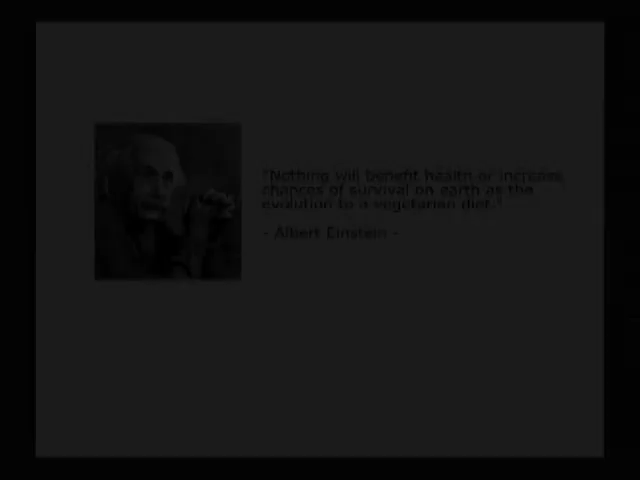 "Nothing will benefit health or increase
chances of survival on earth as the
evolution to a vegetarian diet."
- Albert Einstein -